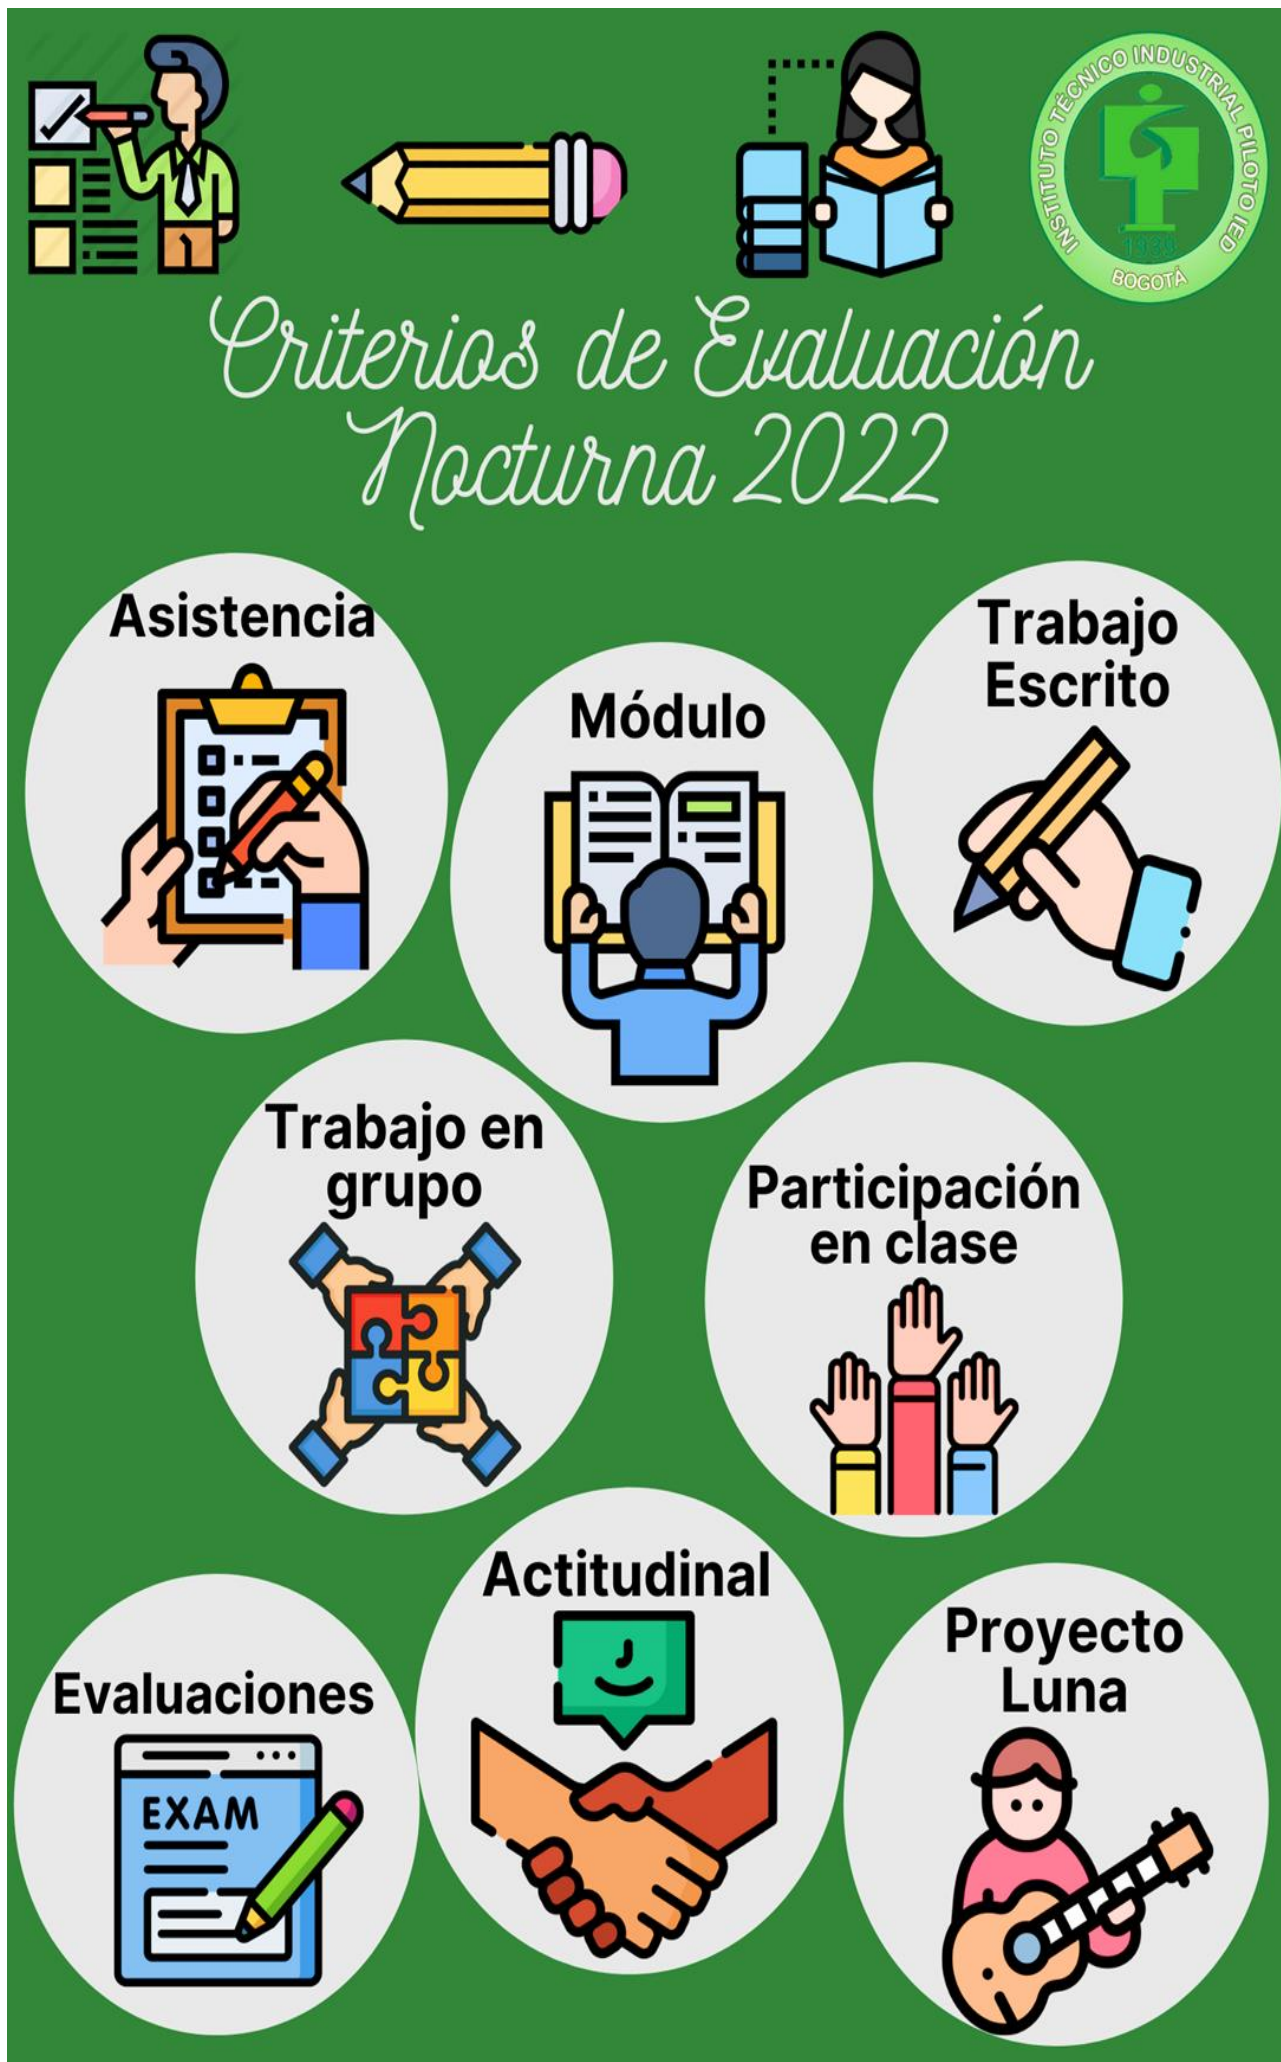 INSTITUTO TÉCNICO INDUSTRIAL PILOTO IED
1939
BOGOTÁ
Criterios de Evaluación
Nocturna 2022
Asistencia
Módulo
Trabajo
Escrito
Trabajo en
grupo
Participación
en clase
Actitudinal
Evaluaciones
EXAM
Proyecto
Luna